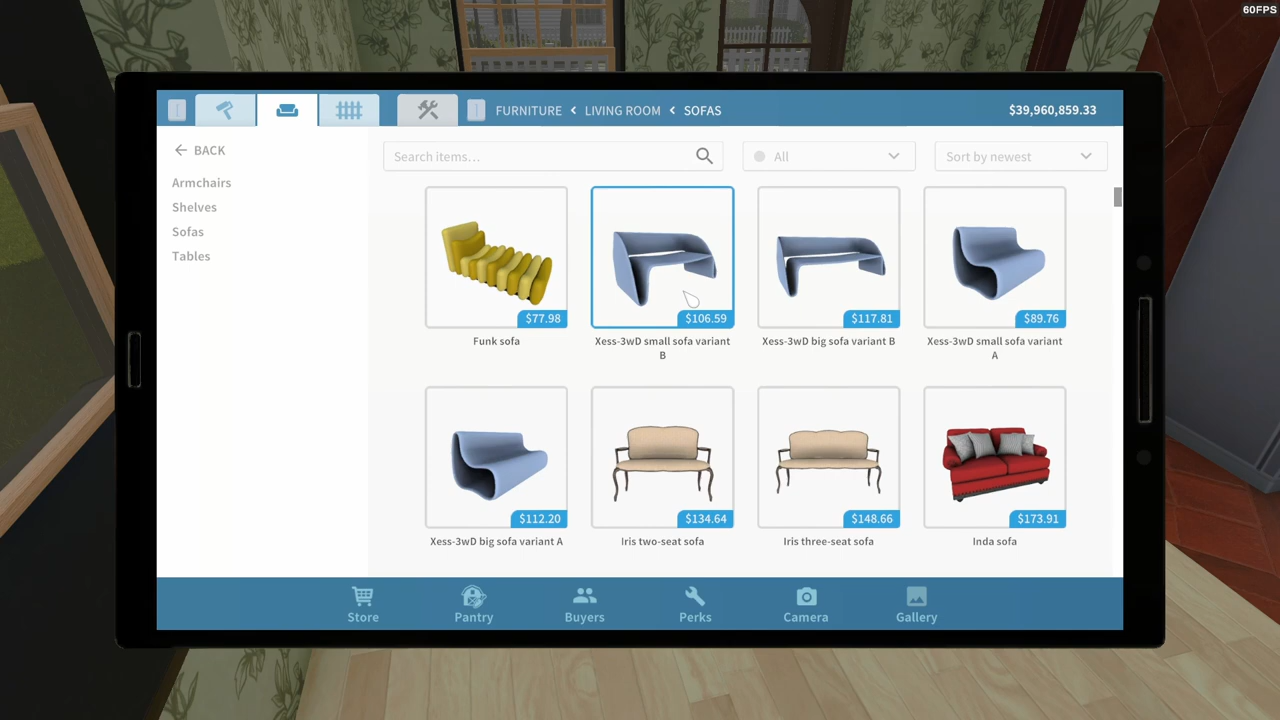 60FPS
FURNITURE < LIVING ROOM < SOFAS
$39,960,859.33
BACK
Armchairs
Shelves
Sofas
Tables
Search items...
All
Sort by newest
$77.98
$106.59
$117.81
$89.76
Funk sofa
Xess-3wD small sofa variant
B
Xess-3wD big sofa variant B
Xess-3wD small sofa variant
A
$112.20
$134.64
$148.66
$173.91
Xess-3wD big sofa variant A
Iris two-seat sofa
Iris three-seat sofa
Inda sofa
Store
Pantry
Buyers
Perks
Camera
Gallery